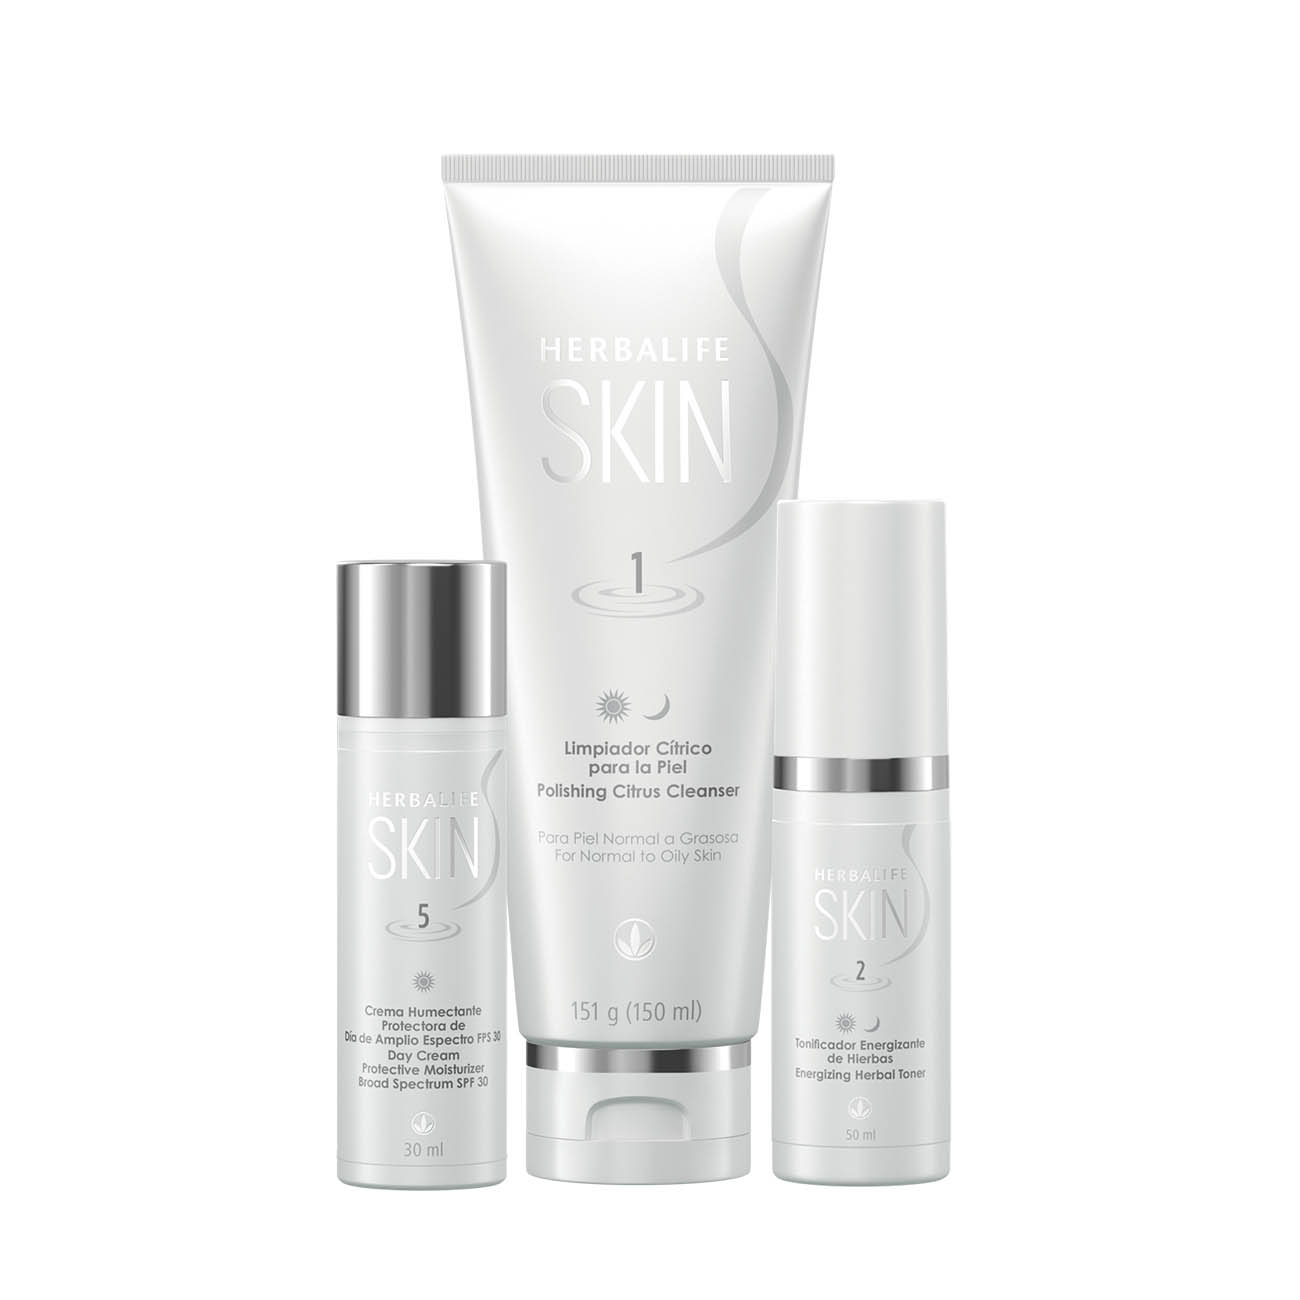 HERBALIFE
SKIN
1
Limpiador Cítrico
para la Piel
Polishing Citrus Cleanser
Para Piel Normal a Grasosa
For Normal to Oily Skin
151 g (150 ml)
HERBALIFE
SKIN
5
Crema Humectante
Protectora de
Día de Amplio Espectro FPS 30
Day Cream
Protective Moisturizer
Broad Spectrum SPF 30
30 ml
HERBALIFE
SKIN
2
Tonificador Energizante
de Hierbas
Energizing Herbal Toner
50 ml